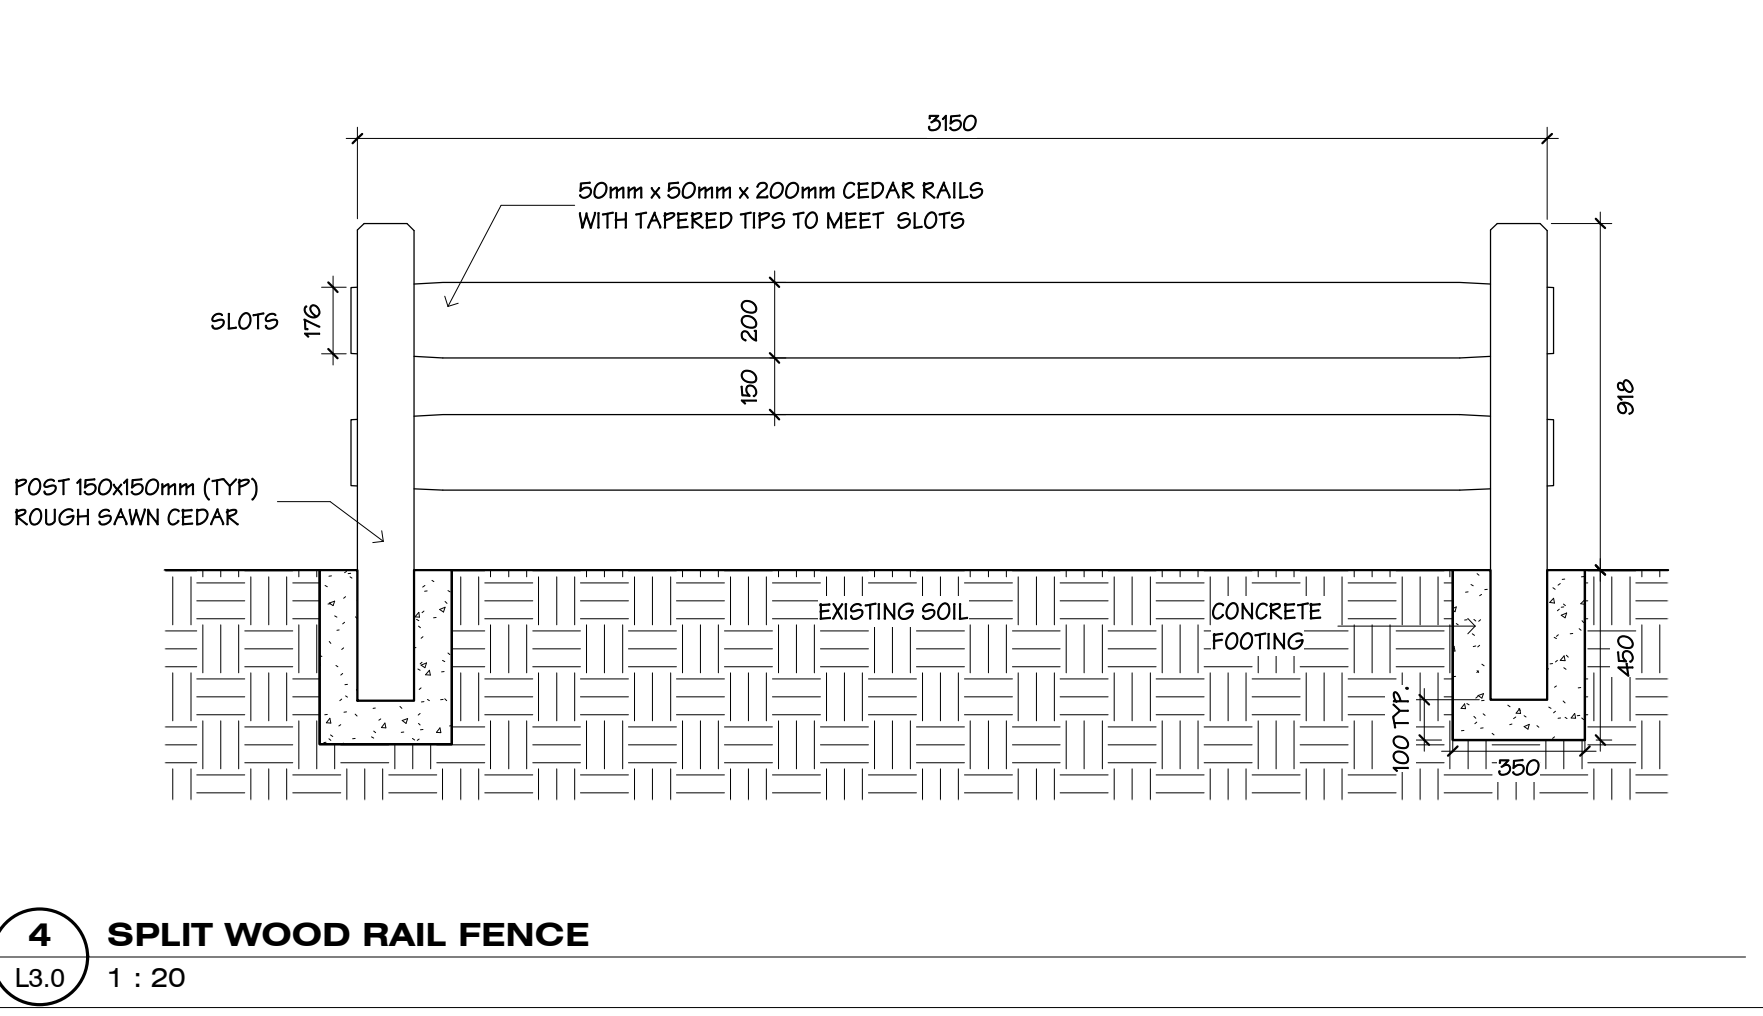 3150
50mm x 50mm x 200mm CEDAR RAILS
WITH TAPERED TIPS TO MEET SLOTS
SLOTS
176
200
150
918
POST 150x150mm (TYP)
ROUGH SAWN CEDAR
EXISTING SOIL
CONCRETE
FOOTING
450
100 TYP.
350
4
SPLIT WOOD RAIL FENCE
L3.0
1 : 20